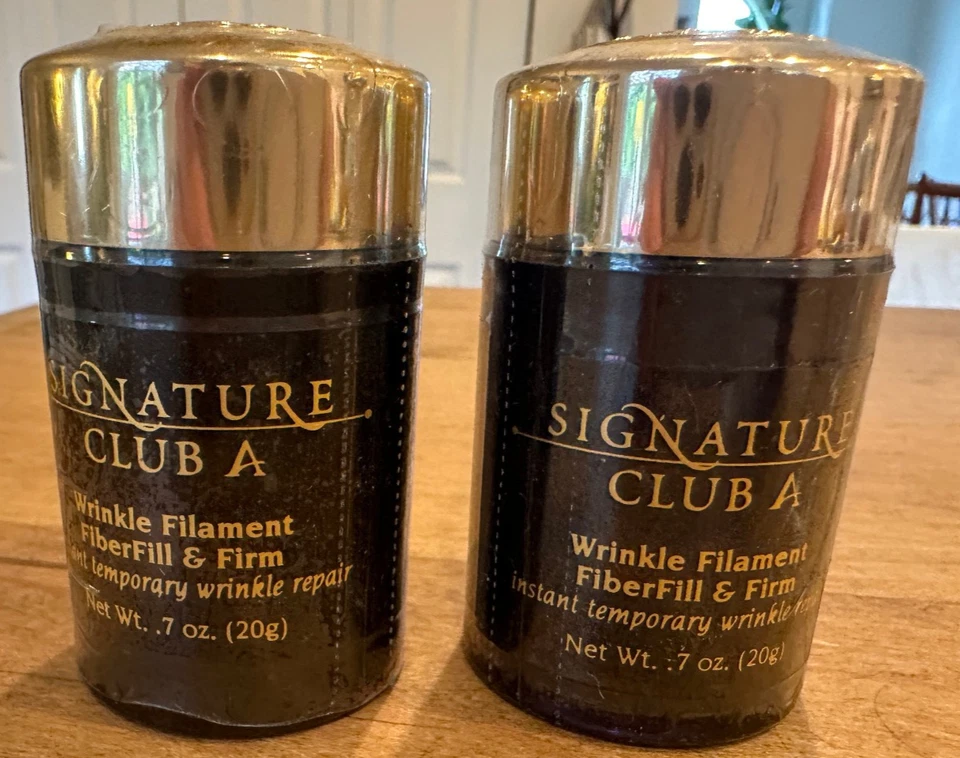 SIGNATURE
CLUB A
Wrinkle Filament
FiberFill & Firm
temporary wrinkle repair
Net Wt. .7 oz. (20g)
SIGNATURE
CLUB A
Wrinkle Filament
FiberFill & Firm
instant temporary wrinkle
Net Wt. .7 oz. (20g)